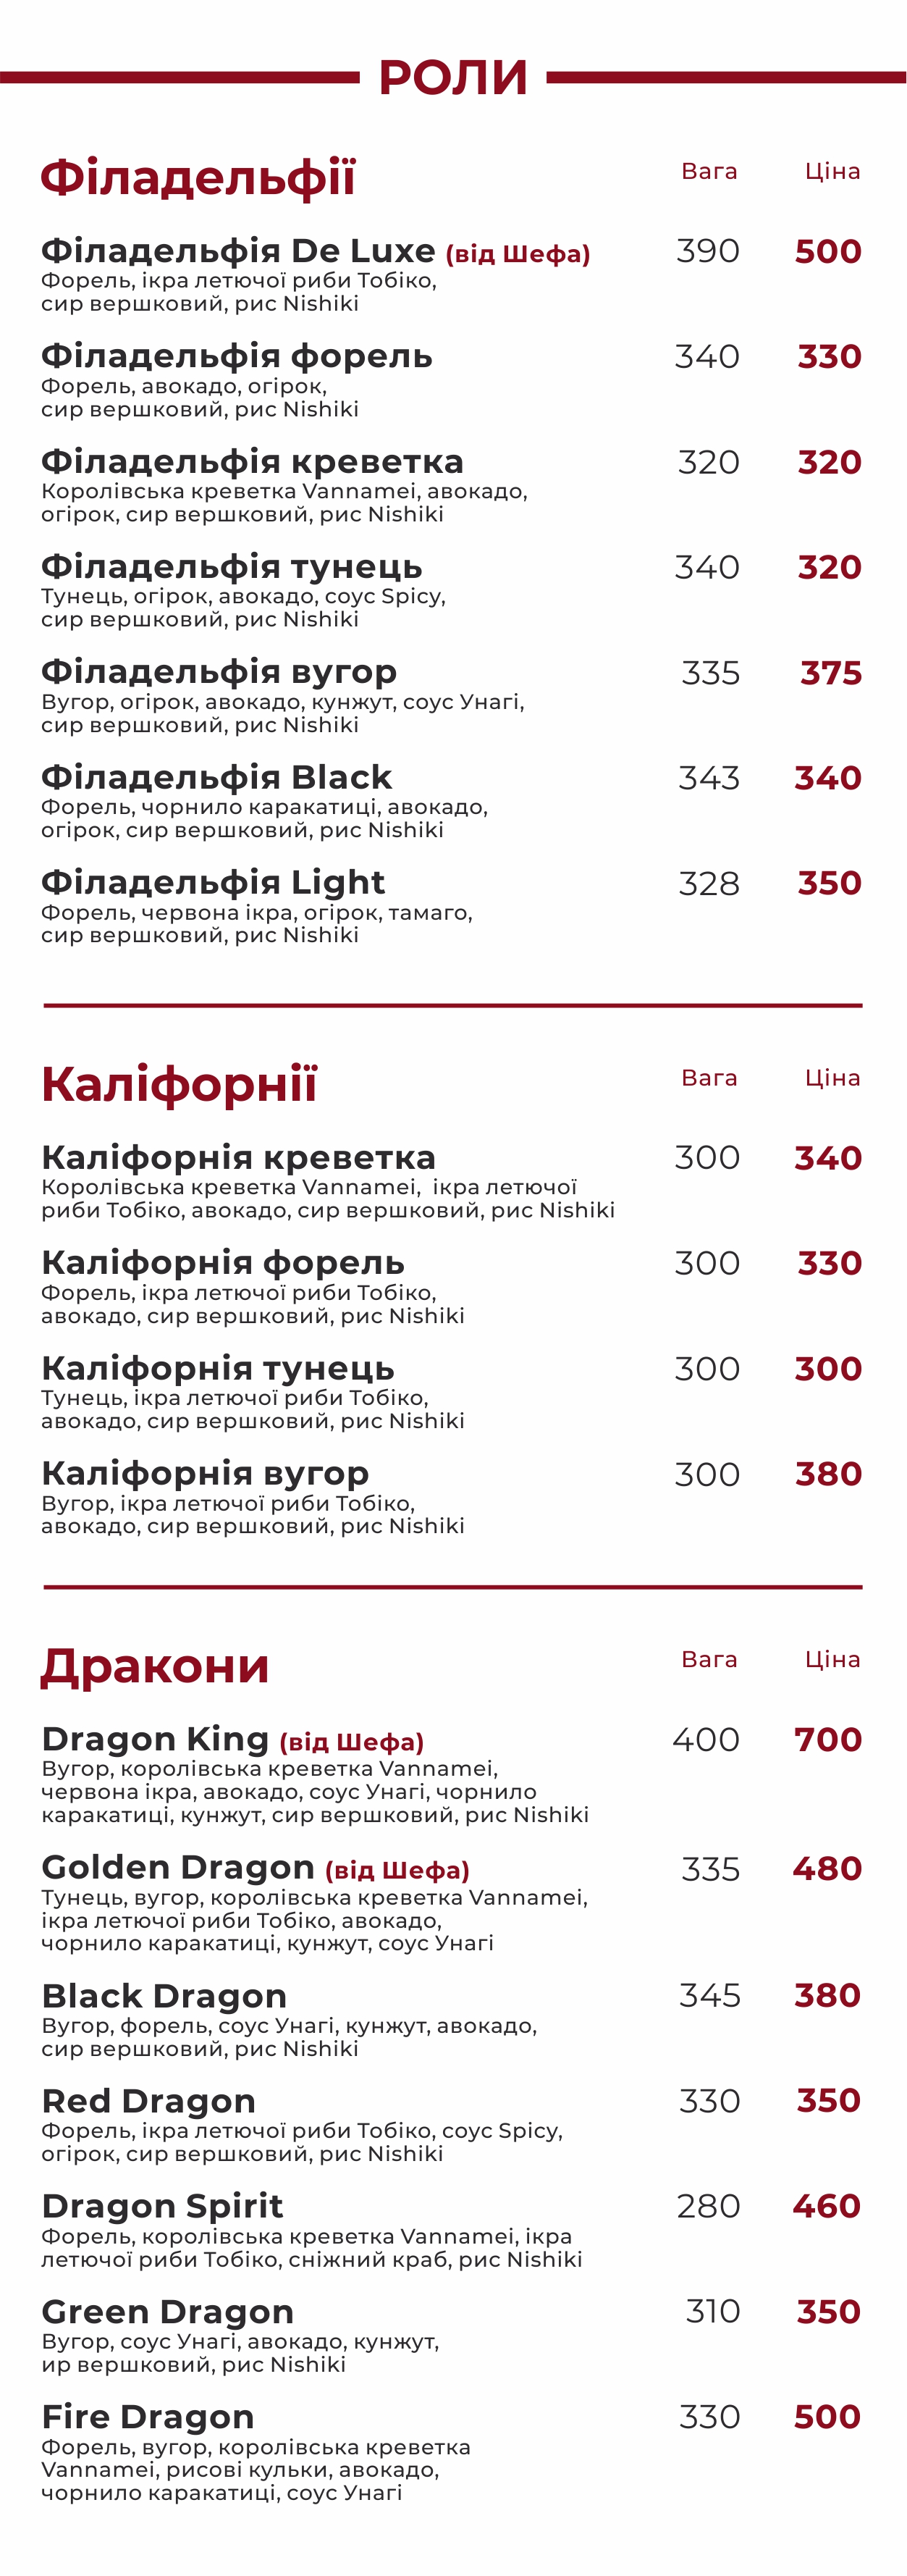 РОЛИ
Філадельфії Вага Ціна
Філадельфія De Luxe (від Шефа) 390 500
Форель, ікра летючої риби Тобіко,
сир вершковий, рис Nishiki
Філадельфія форель 340 330
Форель, авокадо, огірок,
сир вершковий, рис Nishiki
Філадельфія креветка 320 320
Королівська креветка Vannamei, авокадо,
огірок, сир вершковий, рис Nishiki
Філадельфія тунець 340 320
Тунець, огірок, авокадо, соус Spicy,
сир вершковий, рис Nishiki
Філадельфія вугор 335 375
Вугор, огірок, авокадо, кунжут, соус Унагі,
сир вершковий, рис Nishiki
Філадельфія Black 343 340
Форель, чорнило каракатиці, авокадо,
огірок, сир вершковий, рис Nishiki
Філадельфія Light 328 350
Форель, червона ікра, огірок, тамаго,
сир вершковий, рис Nishiki
Каліфорнії Вага Ціна
Каліфорнія креветка 300 340
Королівська креветка Vannamei, ікра летючої
риби Тобіко, авокадо, сир вершковий, рис Nishiki
Каліфорнія форель 300 330
Форель, ікра летючої риби Тобіко,
авокадо, сир вершковий, рис Nishiki
Каліфорнія тунець 300 300
Тунець, ікра летючої риби Тобіко,
авокадо, сир вершковий, рис Nishiki
Каліфорнія вугор 300 380
Вугор, ікра летючої риби Тобіко,
авокадо, сир вершковий, рис Nishiki
Дракони Вага Ціна
Dragon King (від Шефа) 400 700
Вугор, королівська креветка Vannamei,
червона ікра, авокадо, соус Унагі, чорнило
каракатиці, кунжут, сир вершковий, рис Nishiki
Golden Dragon (від Шефа) 335 480
Тунець, вугор, королівська креветка Vannamei,
ікра летючої риби Тобіко, авокадо,
чорнило каракатиці, кунжут, соус Унагі
Black Dragon 345 380
Вугор, форель, соус Унагі, кунжут, авокадо,
сир вершковий, рис Nishiki
Red Dragon 330 350
Форель, ікра летючої риби Тобіко, соус Spicy,
огірок, сир вершковий, рис Nishiki
Dragon Spirit 280 460
Форель, королівська креветка Vannamei, ікра
летючої риби Тобіко, сніжний краб, рис Nishiki
Green Dragon 310 350
Вугор, соус Унагі, авокадо, кунжут,
ир вершковий, рис Nishiki
Fire Dragon 330 500
Форель, вугор, королівська креветка
Vannamei, рисові кульки, авокадо,
чорнило каракатиці, соус Унагі